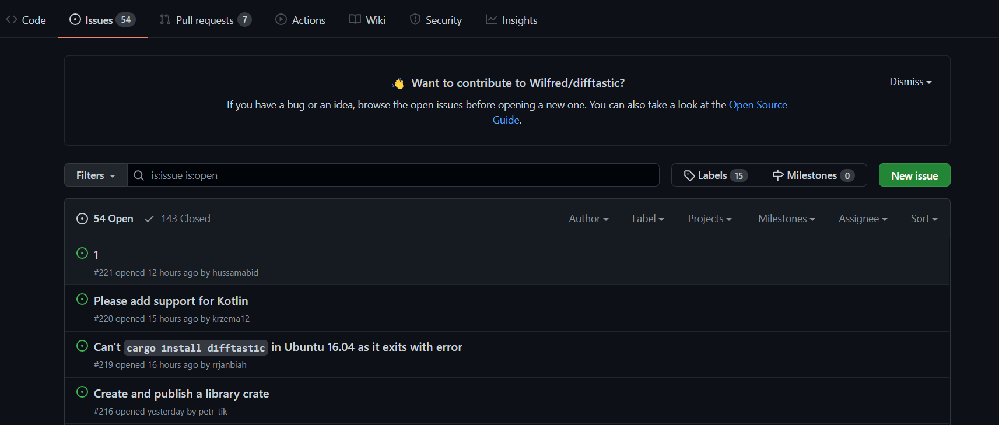 Code Issues 54 Pull requests 7 Actions Wiki Security Insights
Want to contribute to Wilfred/difftastic?
Dismiss
If you have a bug or an idea, browse the open issues before opening a new one. You can also take a look at the Open Source
Guide.
Filters is:issue is:open Labels 15 Milestones 0 New issue
54 Open 143 Closed Author Label Projects Milestones Assignee Sort
1
#221 opened 12 hours ago by hussamabid
Please add support for Kotlin
#220 opened 15 hours ago by krzema12
Can't cargo install difftastic in Ubuntu 16.04 as it exits with error
#219 opened 16 hours ago by rrjanbiah
Create and publish a library crate
#216 opened yesterday by petr-tik